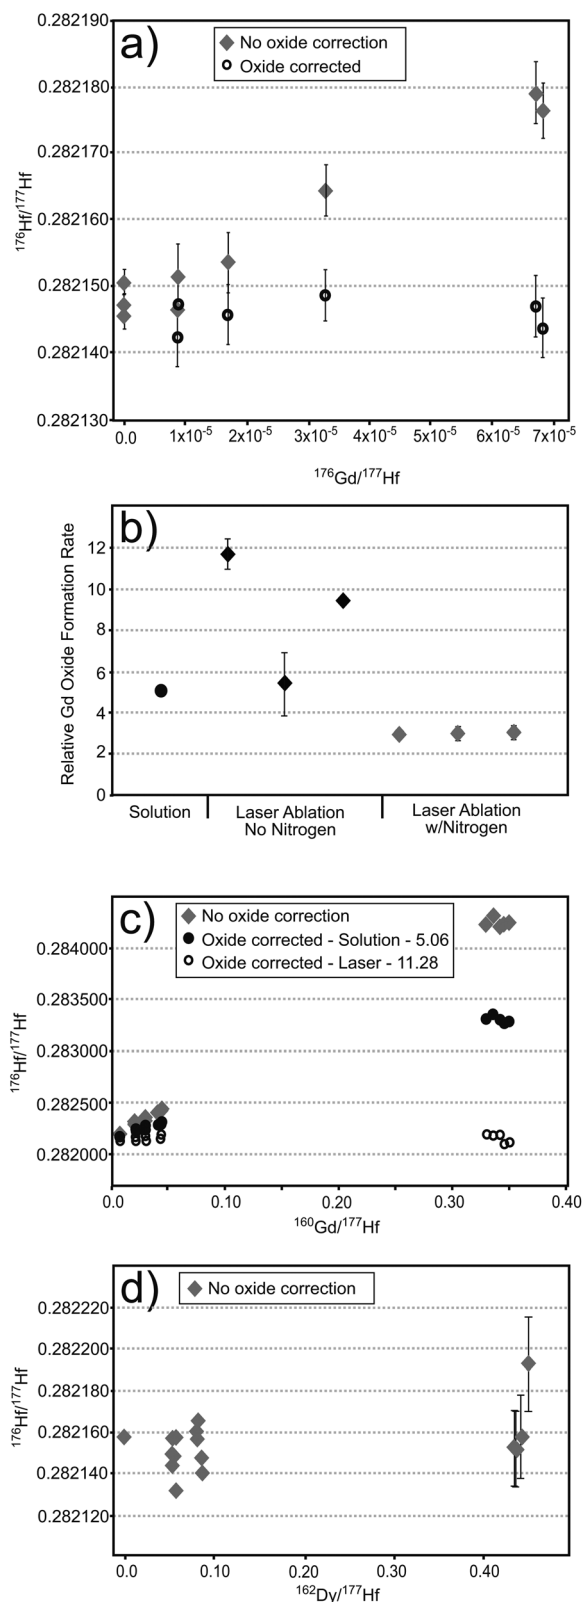 a)
No oxide correction
Oxide corrected
0.282190
0.282180
0.282170
0.282160
0.282150
0.282140
0.282130
¹⁷⁶Hf/¹⁷⁷Hf
0.0 1x10⁻⁵ 2x10⁻⁵ 3x10⁻⁵ 4x10⁻⁵ 5x10⁻⁵ 6x10⁻⁵ 7x10⁻⁵
¹⁷⁶Gd/¹⁷⁷Hf
b)
Relative Gd Oxide Formation Rate
12
10
8
6
4
2
0
Solution
Laser Ablation
No Nitrogen
Laser Ablation
w/Nitrogen
c)
No oxide correction
Oxide corrected - Solution - 5.06
Oxide corrected - Laser - 11.28
0.284000
0.283500
0.283000
0.282500
0.282000
¹⁷⁶Hf/¹⁷⁷Hf
0.0 0.10 0.20 0.30 0.40
¹⁶⁰Gd/¹⁷⁷Hf
d)
No oxide correction
0.282220
0.282200
0.282180
0.282160
0.282140
0.282120
¹⁷⁶Hf/¹⁷⁷Hf
0.0 0.10 0.20 0.30 0.40
¹⁶²Dy/¹⁷⁷Hf